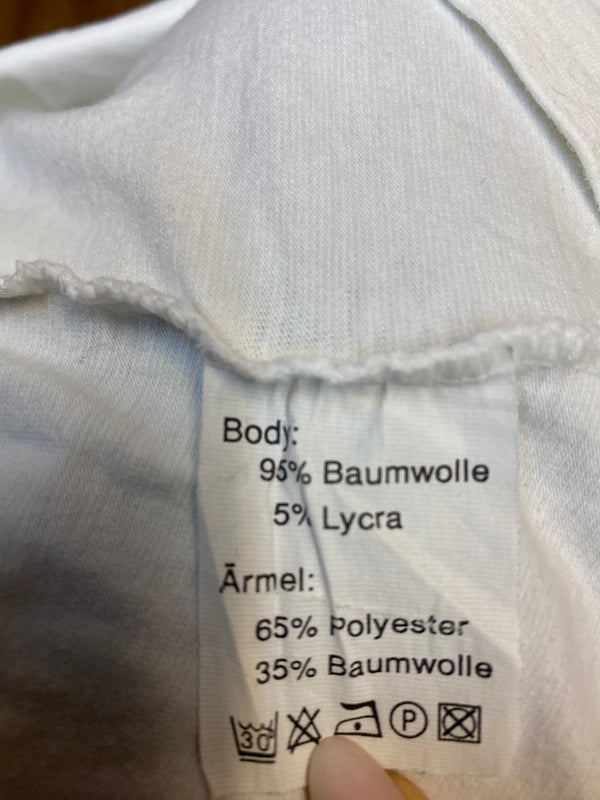 Body:
95% Baumwolle
5% Lycra
Ärmel:
65% Polyester
35% Baumwolle
30 P